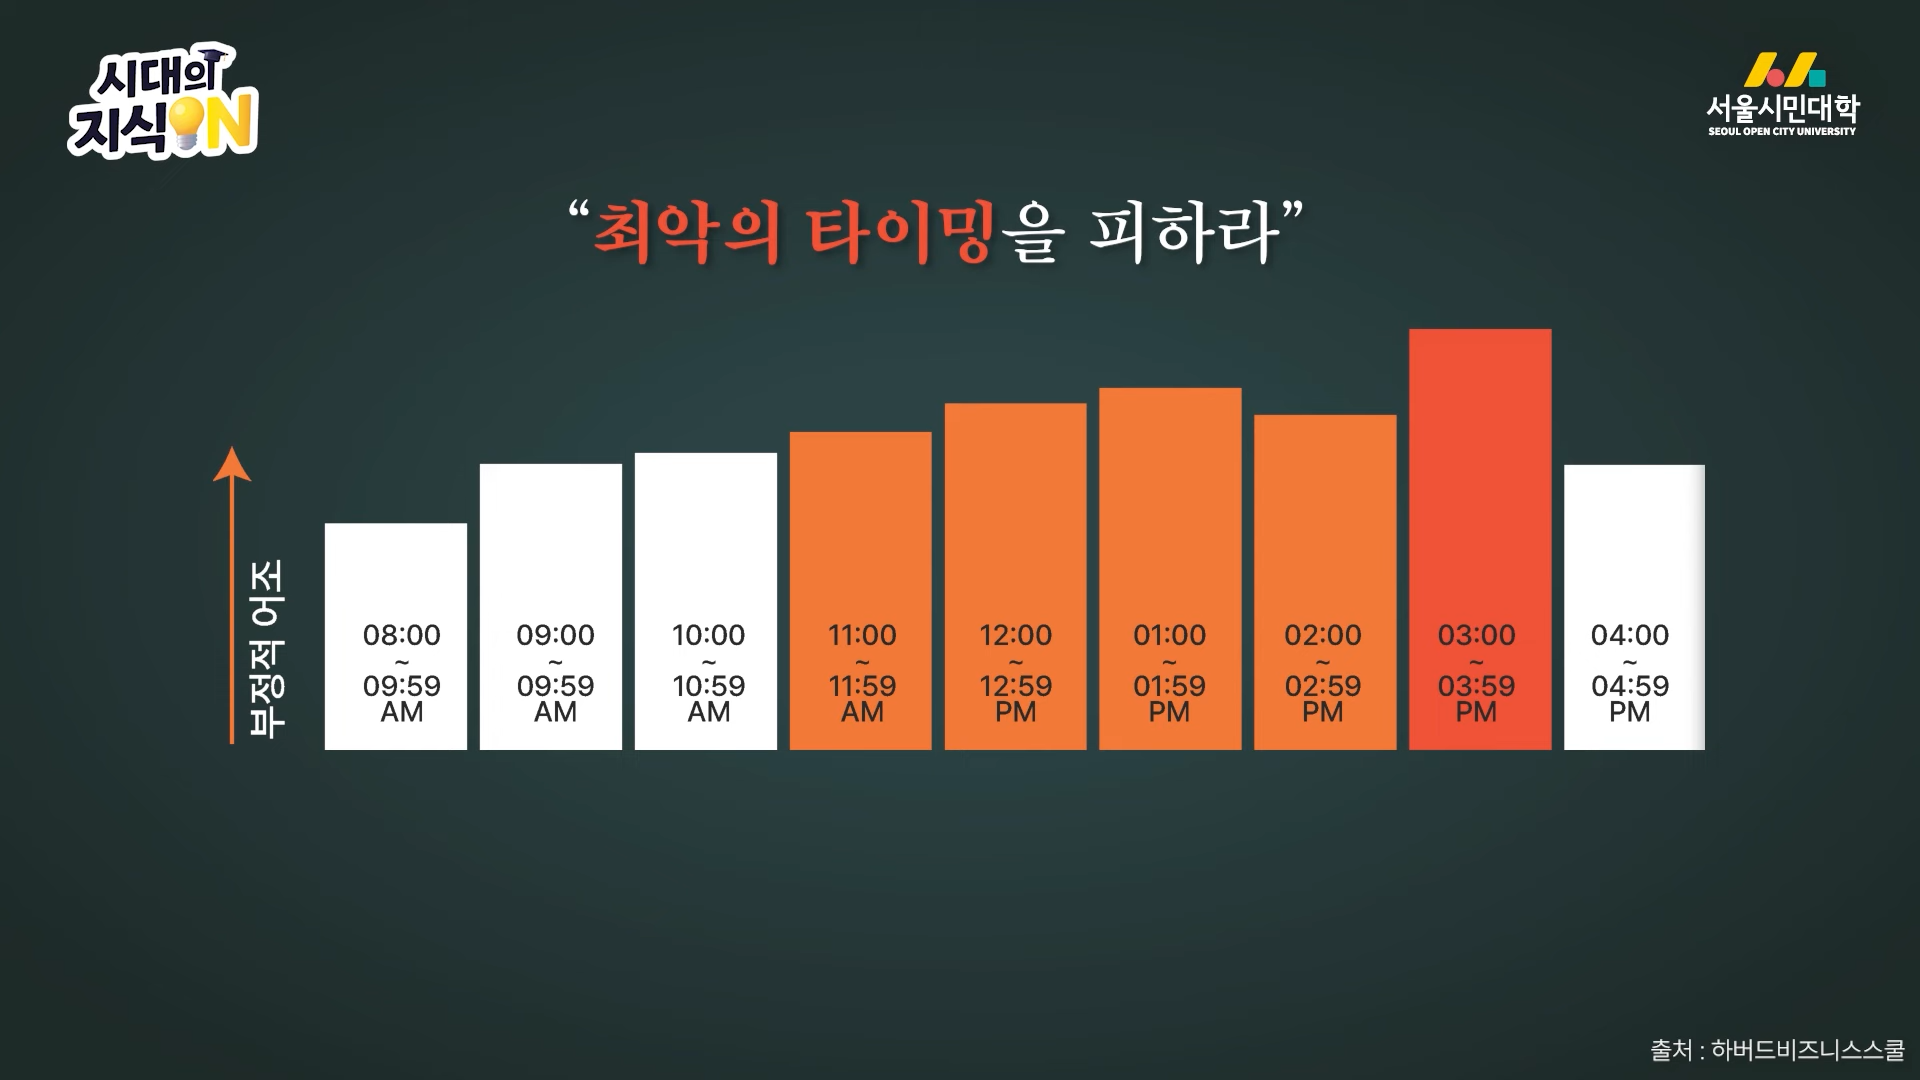 시대의
지식ON
서울시민대학
SEOUL OPEN CITY UNIVERSITY
“최악의 타이밍을 피하라”
부정적 어조
08:00
~
09:59
AM
09:00
~
09:59
AM
10:00
~
10:59
AM
11:00
~
11:59
AM
12:00
~
12:59
PM
01:00
~
01:59
PM
02:00
~
02:59
PM
03:00
~
03:59
PM
04:00
~
04:59
PM
출처 : 하버드비즈니스스쿨